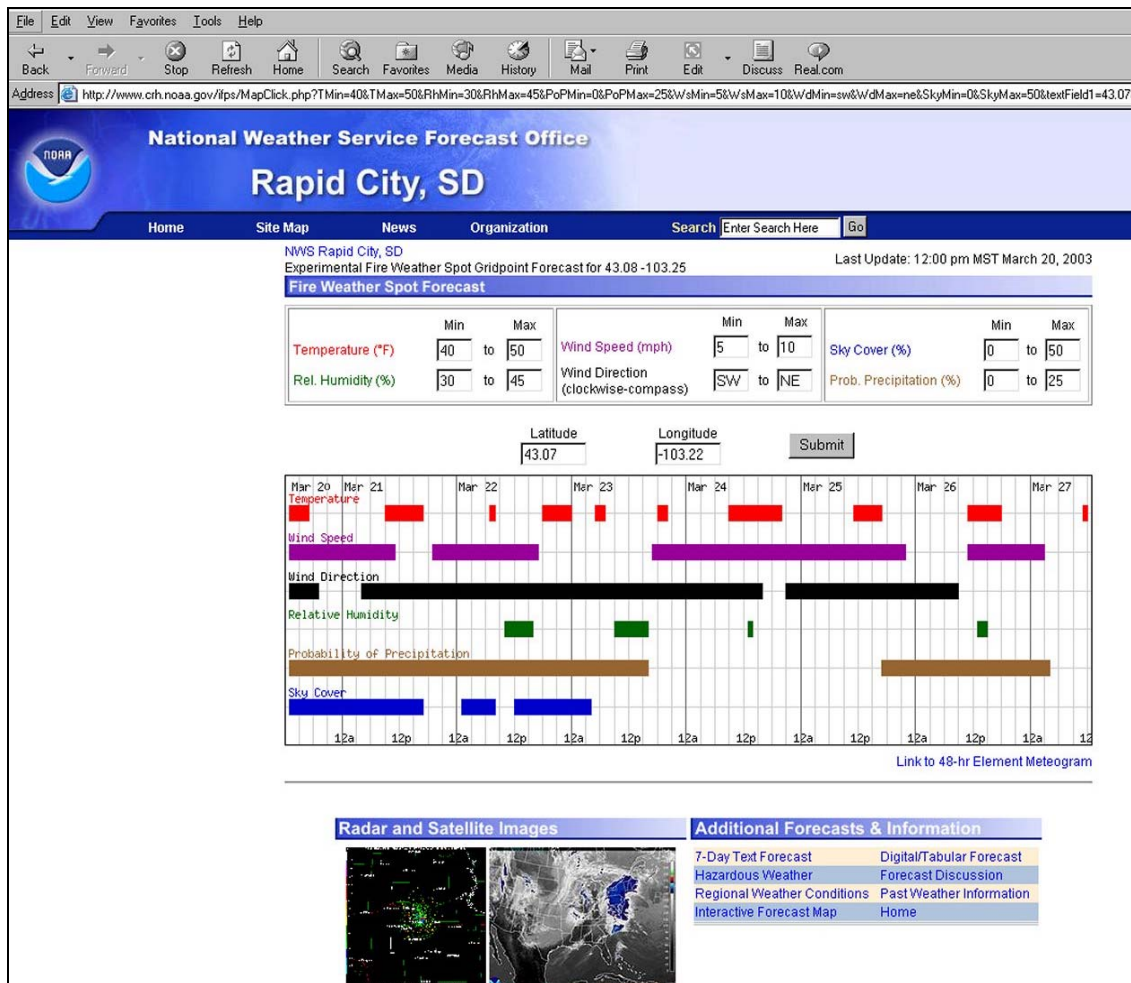 File Edit View Favorites Tools Help
Back Forward Stop Refresh Home Search Favorites Media History Mail Print Edit Discuss Real.com
Address http://www.crh.noaa.gov/ifps/MapClick.php?TMin=40&TMax=50&RhMin=30&RhMax=45&PoPMin=0&PoPMax=25&WsMin=5&WsMax=10&WdMin=sw&WdMax=ne&SkyMin=0&SkyMax=50&textField1=43.07
NOAA
National Weather Service Forecast Office
Rapid City, SD
Home Site Map News Organization Search Enter Search Here Go
NWS Rapid City, SD
Experimental Fire Weather Spot Gridpoint Forecast for 43.08 -103.25
Last Update: 12:00 pm MST March 20, 2003
Fire Weather Spot Forecast
Min Max Min Max Min Max
Temperature (°F) 40 to 50 Wind Speed (mph) 5 to 10 Sky Cover (%) 0 to 50
Rel. Humidity (%) 30 to 45 Wind Direction (clockwise-compass) SW to NE Prob. Precipitation (%) 0 to 25
Latitude Longitude
43.07 -103.22 Submit
Mar 20 Mar 21 Mar 22 Mar 23 Mar 24 Mar 25 Mar 26 Mar 27
Temperature
Wind Speed
Wind Direction
Relative Humidity
Probability of Precipitation
Sky Cover
12a 12p 12a 12p 12a 12p 12a 12p 12a 12p 12a 12p 12a 12
Link to 48-hr Element Meteogram
Radar and Satellite Images Additional Forecasts & Information
7-Day Text Forecast Digital/Tabular Forecast
Hazardous Weather Forecast Discussion
Regional Weather Conditions Past Weather Information
Interactive Forecast Map Home